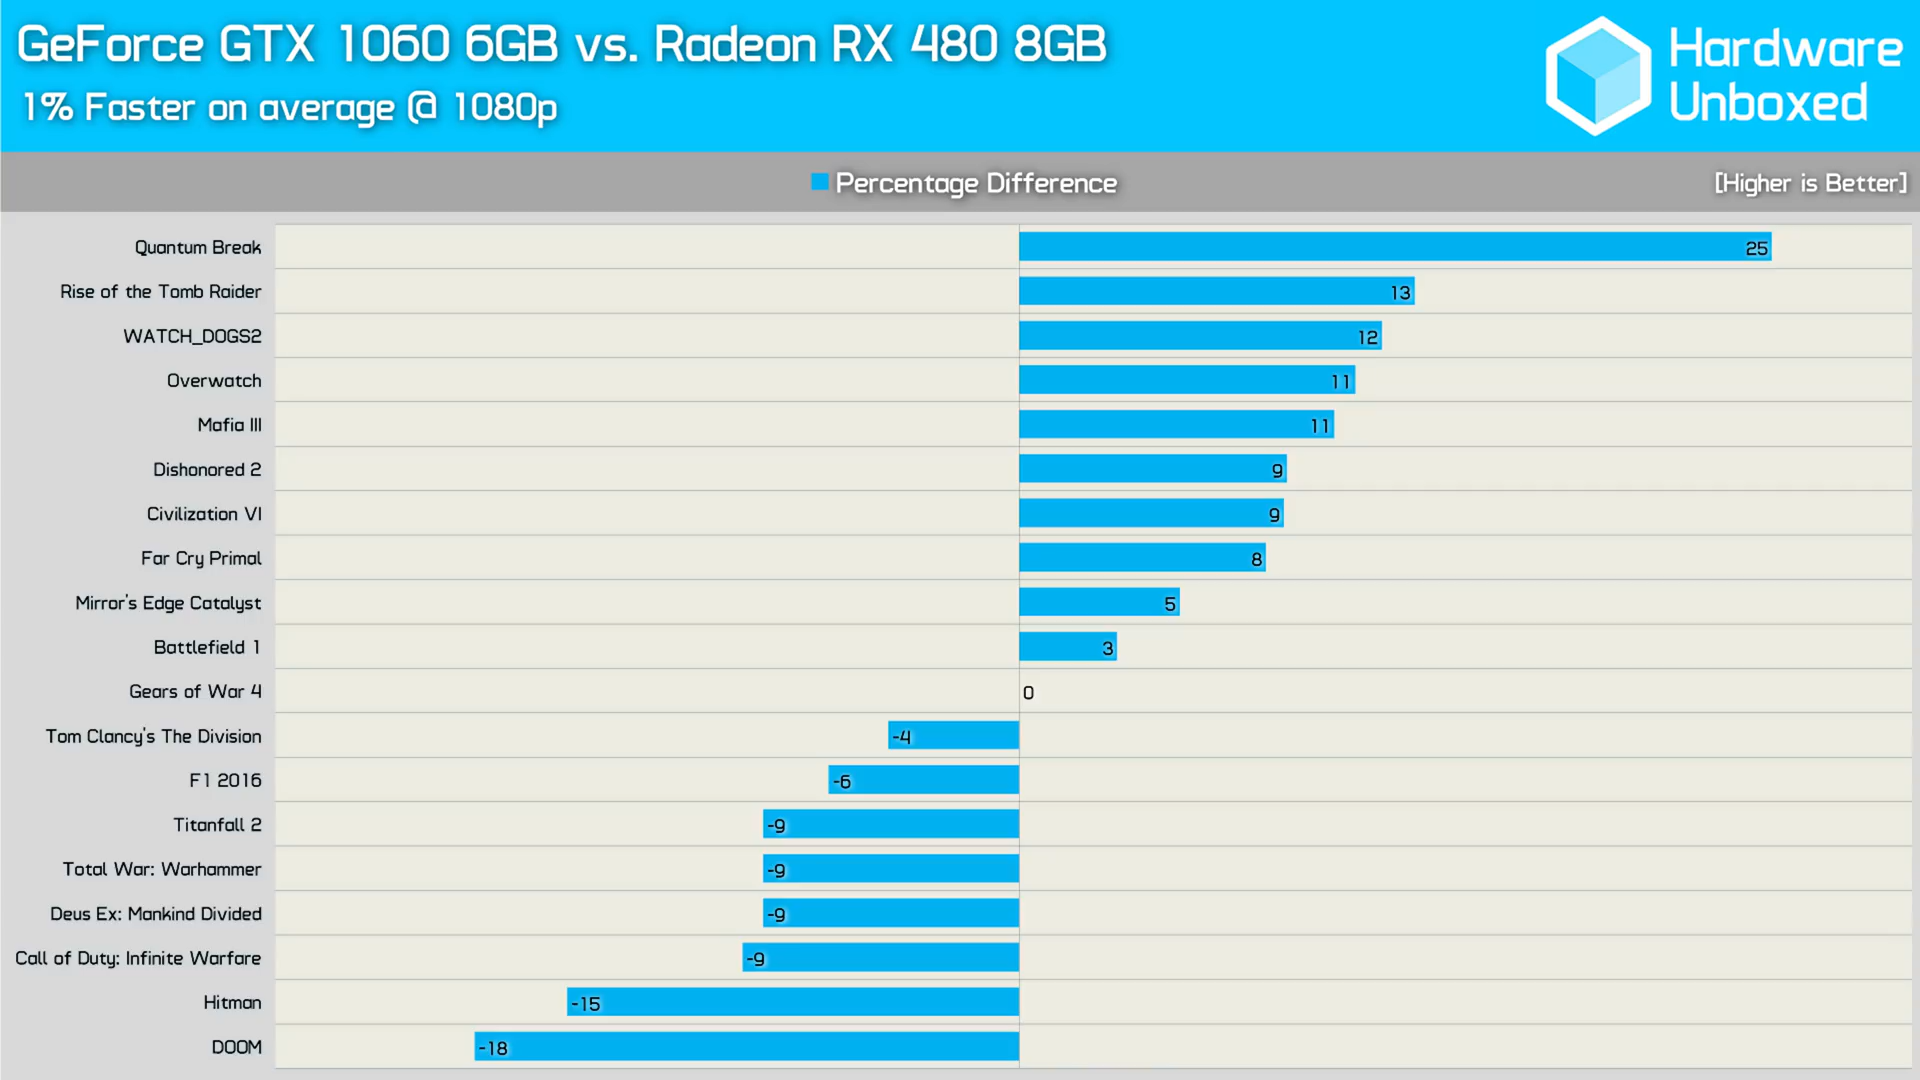 GeForce GTX 1060 6GB vs. Radeon RX 480 8GB
1% Faster on average @ 1080p
Hardware
Unboxed
Percentage Difference
[Higher is Better]
Quantum Break 25
Rise of the Tomb Raider 13
WATCH_DOGS2 12
Overwatch 11
Mafia III 11
Dishonored 2 9
Civilization VI 9
Far Cry Primal 8
Mirror's Edge Catalyst 5
Battlefield 1 3
Gears of War 4 0
Tom Clancy's The Division -4
F1 2016 -6
Titanfall 2 -9
Total War: Warhammer -9
Deus Ex: Mankind Divided -9
Call of Duty: Infinite Warfare -9
Hitman -15
DOOM -18